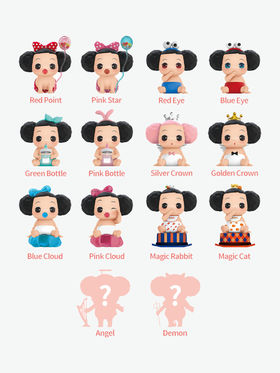 Red Point Pink Star Red Eye Blue Eye
Green Bottle Pink Bottle Silver Crown Golden Crown
Blue Cloud Pink Cloud Magic Rabbit Magic Cat
? ?
Angel Demon